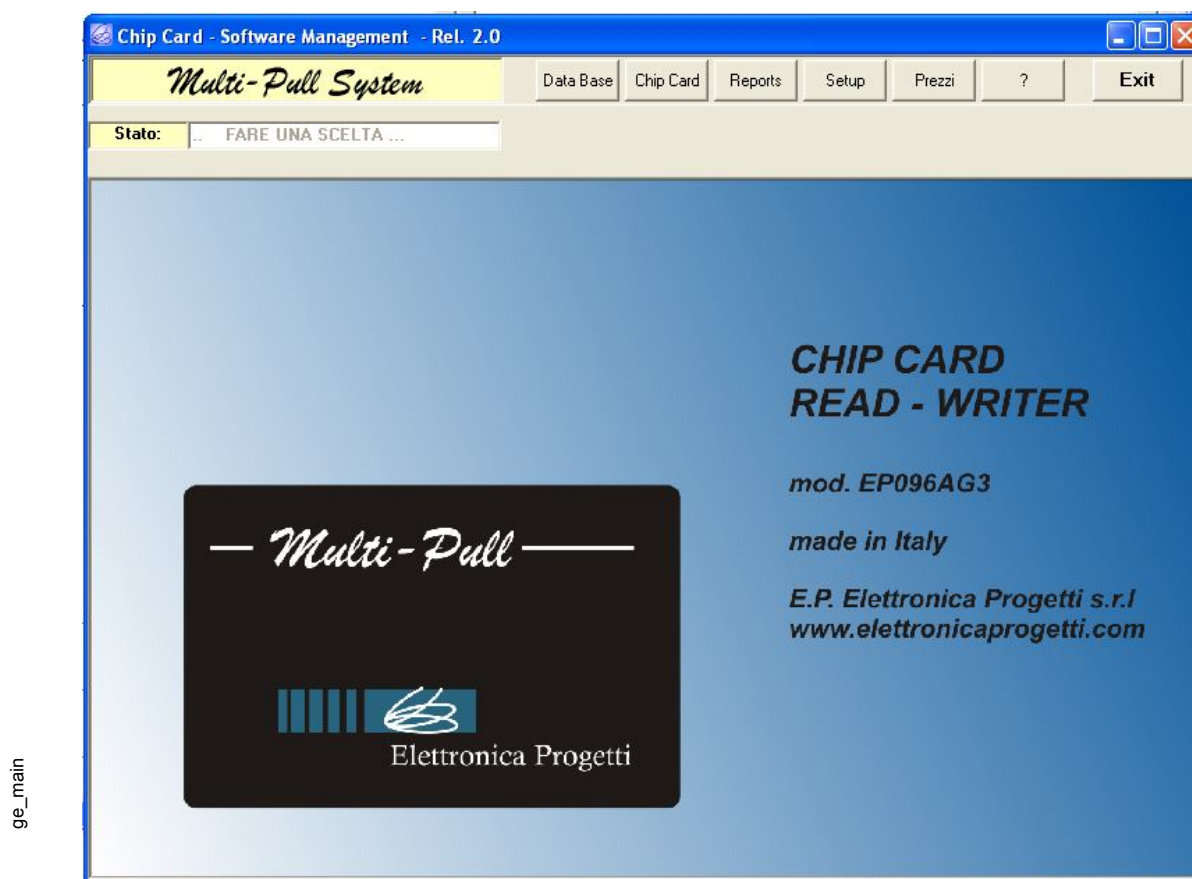 Chip Card - Software Management - Rel. 2.0
Multi-Pull System
Data Base
Chip Card
Reports
Setup
Prezzi
?
Exit
Stato:
.. FARE UNA SCELTA ...
CHIP CARD
READ - WRITER
mod. EP096AG3
made in Italy
E.P. Elettronica Progetti s.r.l
www.elettronicaprogetti.com
Multi-Pull
Elettronica Progetti
ge_main